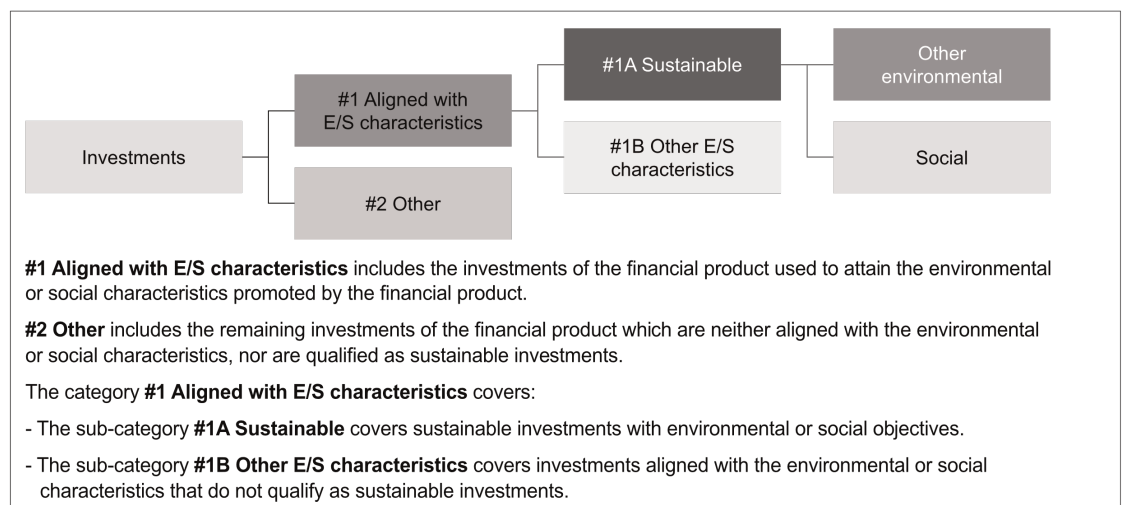 #1A Sustainable
Other
environmental
#1 Aligned with
E/S characteristics
Investments
#1B Other E/S
characteristics
Social
#2 Other
#1 Aligned with E/S characteristics includes the investments of the financial product used to attain the environmental
or social characteristics promoted by the financial product.
#2 Other includes the remaining investments of the financial product which are neither aligned with the environmental
or social characteristics, nor are qualified as sustainable investments.
The category #1 Aligned with E/S characteristics covers:
- The sub-category #1A Sustainable covers sustainable investments with environmental or social objectives.
- The sub-category #1B Other E/S characteristics covers investments aligned with the environmental or social
characteristics that do not qualify as sustainable investments.